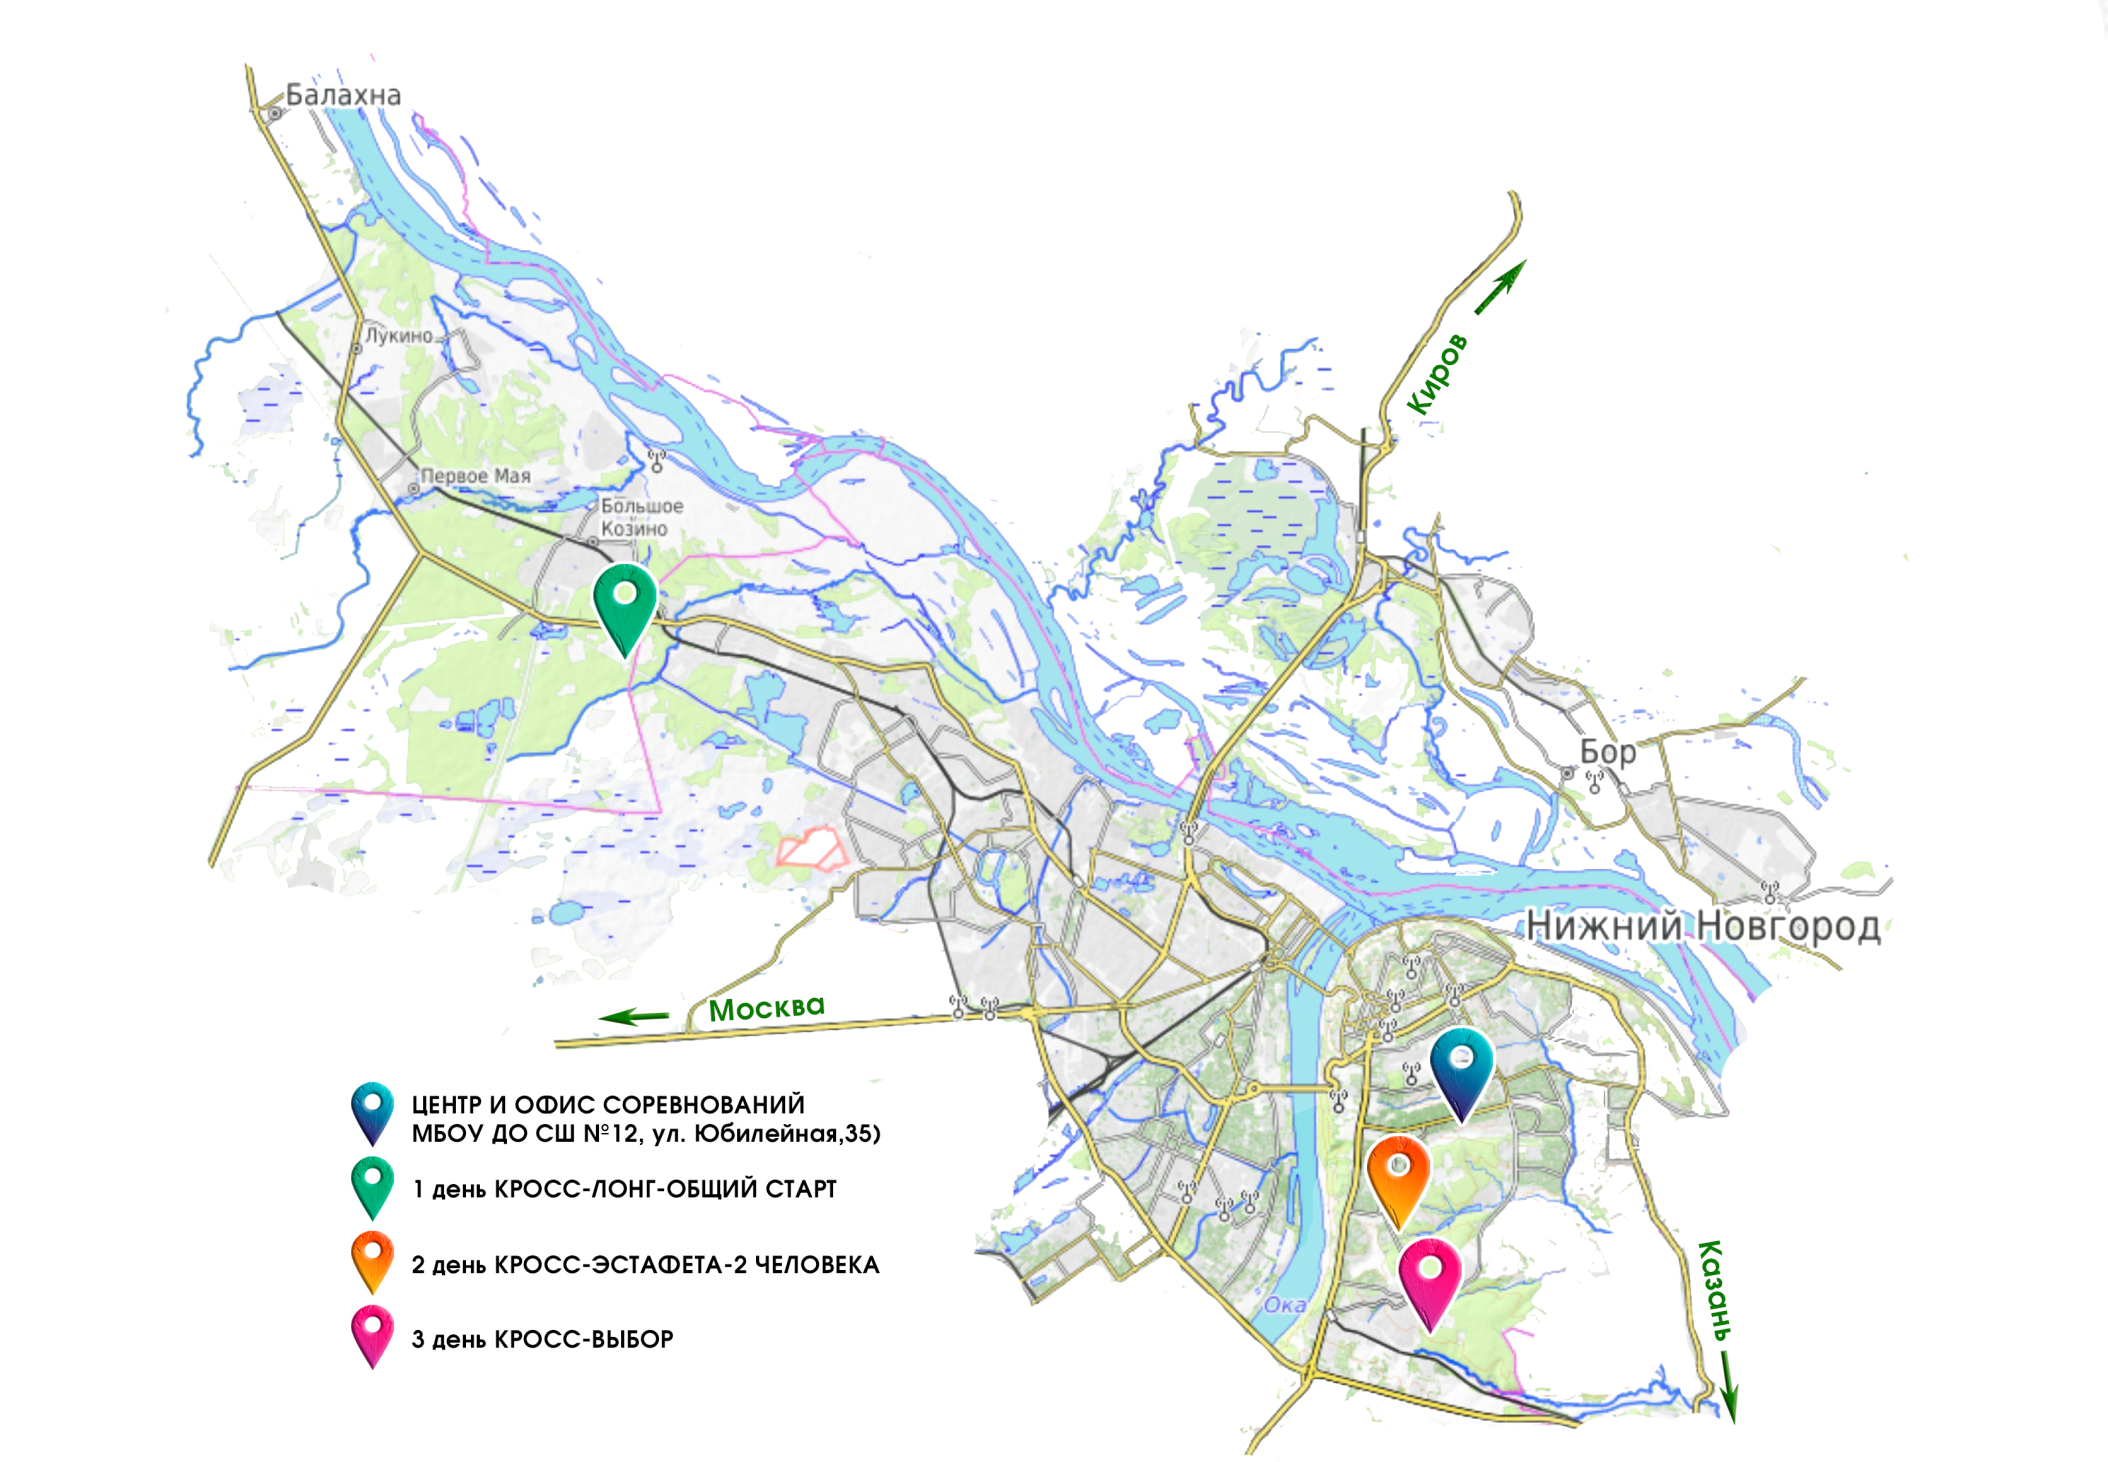 Балахна
Киров
Лукино
Первое Мая
Большое
Козино
Бор
Нижний Новгород
Москва
ЦЕНТР И ОФИС СОРЕВНОВАНИЙ
МБОУ ДО СШ №12, ул. Юбилейная,35)
1 день КРОСС-ЛОНГ-ОБЩИЙ СТАРТ
2 день КРОСС-ЭСТАФЕТА-2 ЧЕЛОВЕКА
3 день КРОСС-ВЫБОР
Ока
Казань